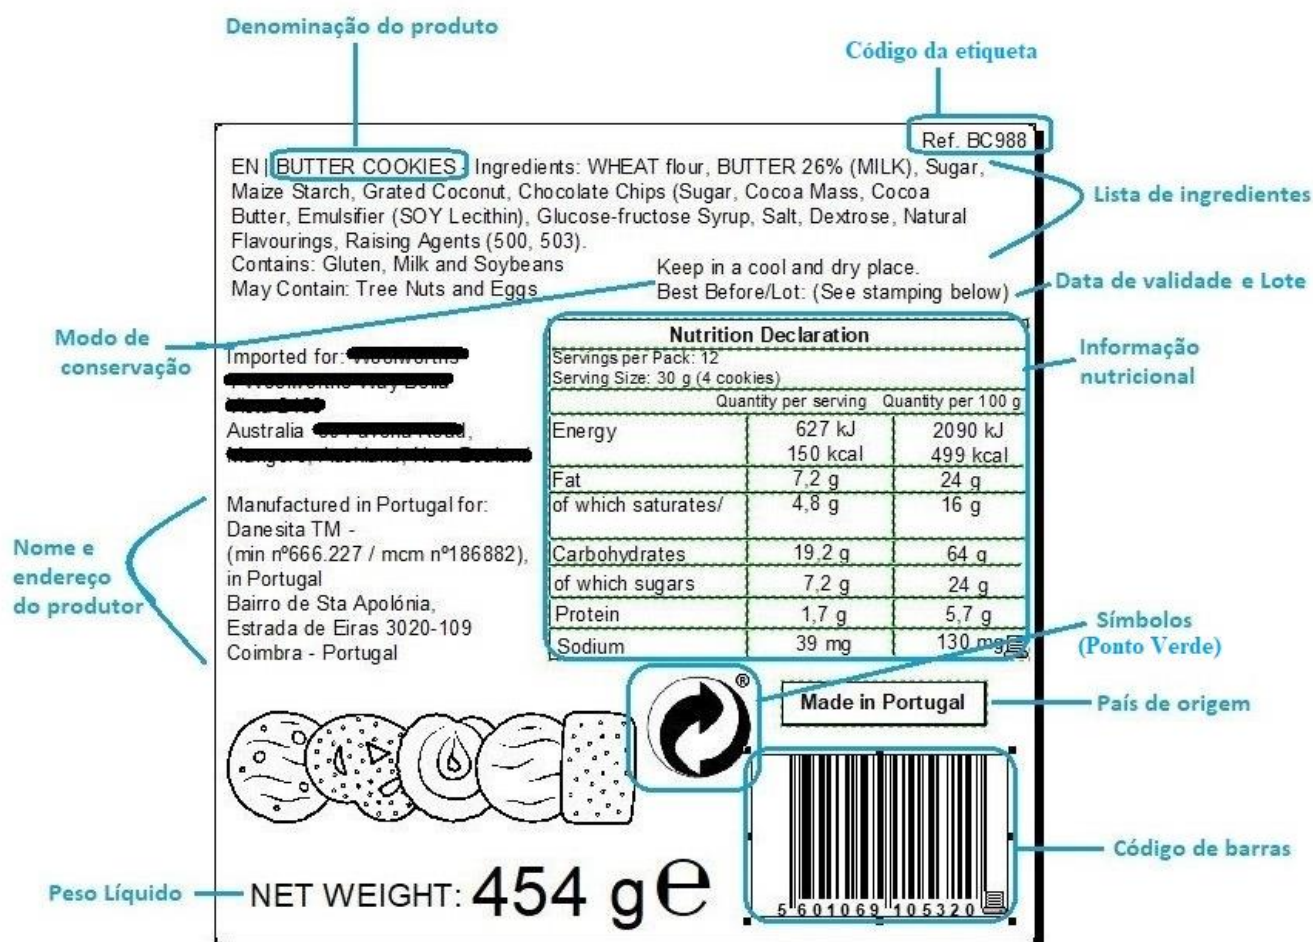 Denominação do produto
Código da etiqueta
Ref. BC988
EN | BUTTER COOKIES - Ingredients: WHEAT flour, BUTTER 26% (MILK), Sugar,
Maize Starch, Grated Coconut, Chocolate Chips (Sugar, Cocoa Mass, Cocoa
Butter, Emulsifier (SOY Lecithin), Glucose-fructose Syrup, Salt, Dextrose, Natural
Flavourings, Raising Agents (500, 503).
Contains: Gluten, Milk and Soybeans
May Contain: Tree Nuts and Eggs
Lista de ingredientes
Keep in a cool and dry place.
Best Before/Lot: (See stamping below)
Data de validade e Lote
Modo de
conservação
Imported for:
Australia
Nutrition Declaration
Servings per Pack: 12
Serving Size: 30 g (4 cookies)
Quantity per serving Quantity per 100 g
Energy 627 kJ 2090 kJ
150 kcal 499 kcal
Fat 7,2 g 24 g
of which saturates/ 4,8 g 16 g
Carbohydrates 19,2 g 64 g
of which sugars 7,2 g 24 g
Protein 1,7 g 5,7 g
Sodium 39 mg 130 mg
Informação
nutricional
Manufactured in Portugal for:
Danesita TM -
(min nº666.227 / mcm nº186882),
in Portugal
Bairro de Sta Apolónia,
Estrada de Eiras 3020-109
Coimbra - Portugal
Nome e
endereço
do produtor
Símbolos
(Ponto Verde)
®
Made in Portugal
País de origem
5 601069 105320
Código de barras
Peso Líquido
NET WEIGHT: 454 g e